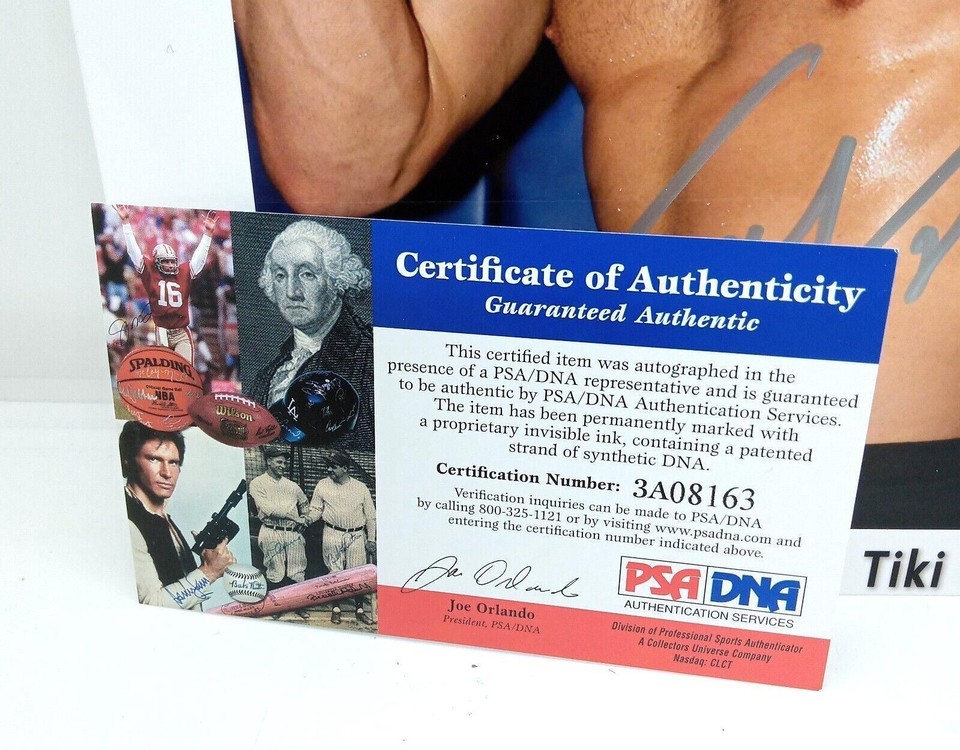 16
SPALDING
NBA
Wilson
Certificate of Authenticity
Guaranteed Authentic
This certified item was autographed in the
presence of a PSA/DNA representative and is guaranteed
to be authentic by PSA/DNA Authentication Services.
The item has been permanently marked with
a proprietary invisible ink, containing a patented
strand of synthetic DNA.
Certification Number: 3A08163
Verification inquiries can be made to PSA/DNA
by calling 800-325-1121 or by visiting www.psadna.com and
entering the certification number indicated above.
Joe Orlando
Joe Orlando
President, PSA/DNA
PSA DNA
AUTHENTICATION SERVICES
Division of Professional Sports Authenticator
A Collectors Universe Company
Nasdaq: CLCT
Tiki